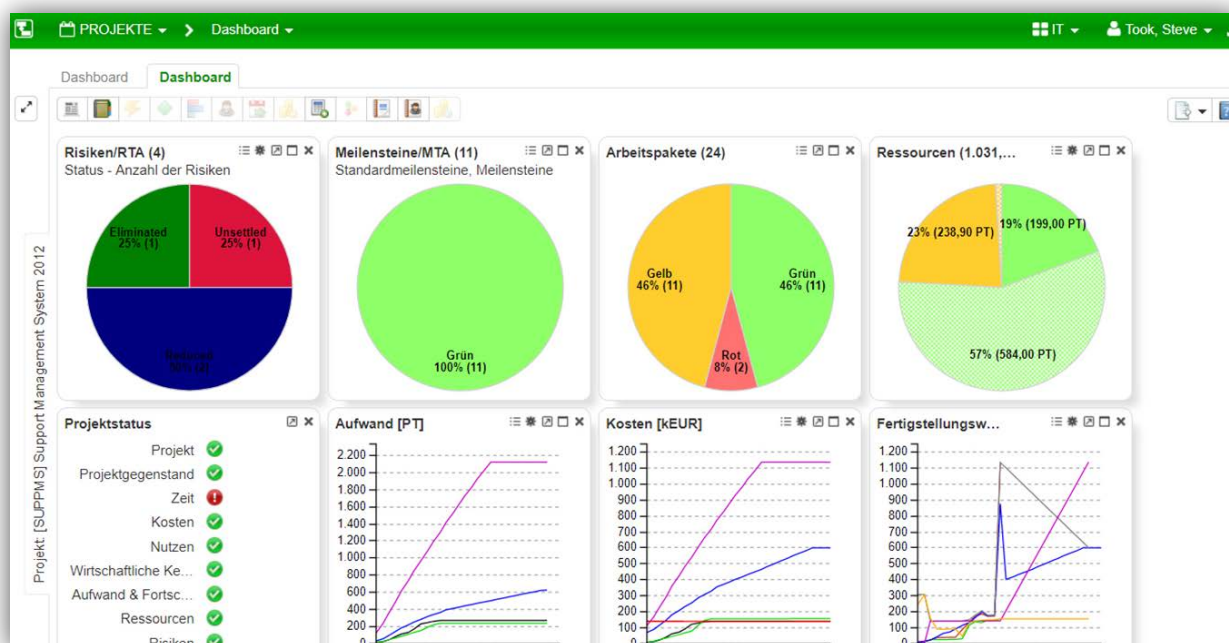 PROJEKTE
Dashboard
IT
Took, Steve
Dashboard
Dashboard
Projekt: [SUPPMS] Support Management System 2012
Risiken/RTA (4)
Status - Anzahl der Risiken
Eliminated
25% (1)
Unsettled
25% (1)
Reduced
50% (2)
Meilensteine/MTA (11)
Standardmeilensteine, Meilensteine
Grün
100% (11)
Arbeitspakete (24)
Gelb
46% (11)
Grün
46% (11)
Rot
8% (2)
Ressourcen (1.031,...
23% (238,90 PT)
19% (199,00 PT)
57% (584,00 PT)
Projektstatus
Projekt
Projektgegenstand
Zeit
Kosten
Nutzen
Wirtschaftliche Ke...
Aufwand & Fortsc...
Ressourcen
Risiken
Aufwand [PT]
2.200
2.000
1.800
1.600
1.400
1.200
1.000
800
600
400
200
0
Kosten [kEUR]
1.200
1.100
1.000
900
800
700
600
500
400
300
200
100
0
Fertigstellungsw...
1.200
1.100
1.000
900
800
700
600
500
400
300
200
100
0